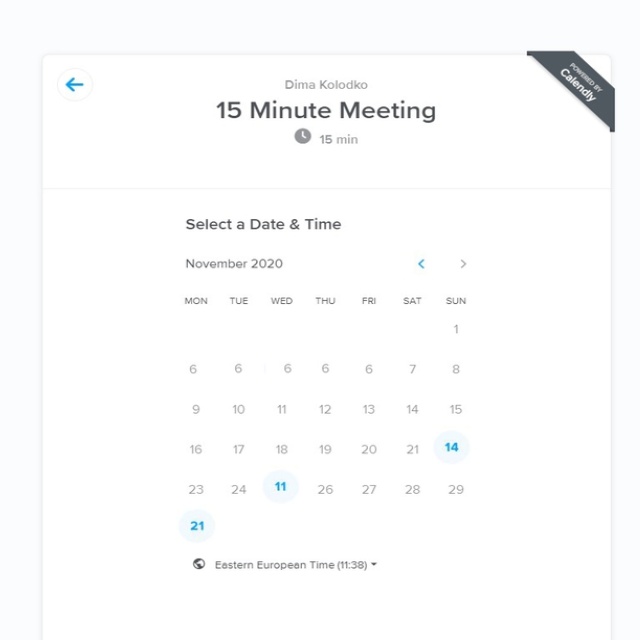 POWERED BY
Calendly
Dima Kolodko
15 Minute Meeting
15 min
Select a Date & Time
November 2020
MON TUE WED THU FRI SAT SUN
1
6 6 6 6 6 7 8
9 10 11 12 13 14 15
16 17 18 19 20 21 14
23 24 11 26 27 28 29
21
Eastern European Time (11:38)